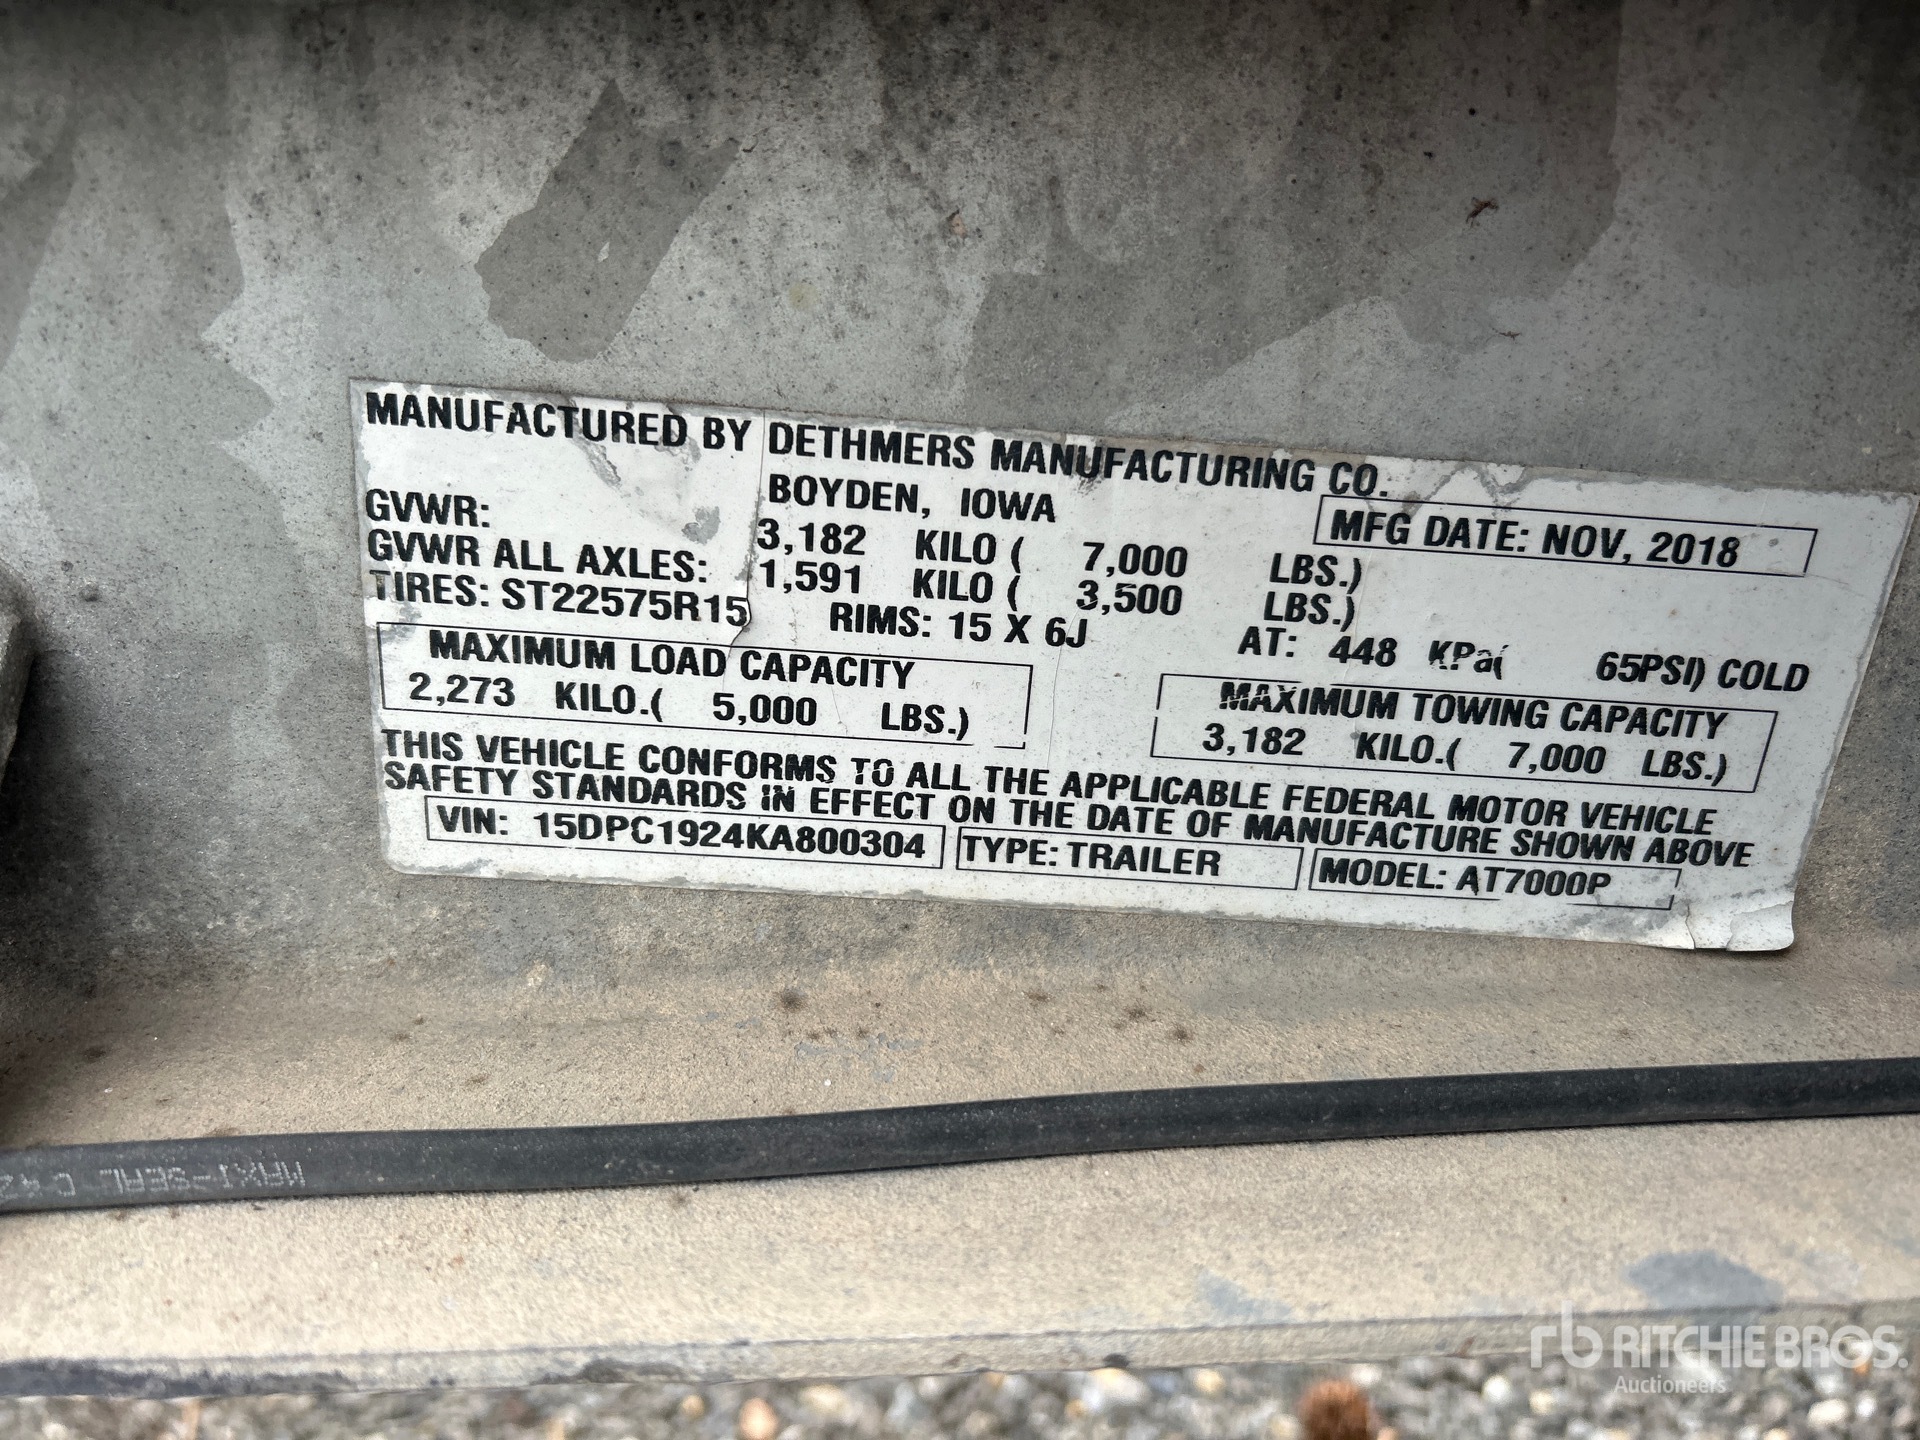 MANUFACTURED BY DETHMERS MANUFACTURING CO.
BOYDEN, IOWA
MFG DATE: NOV, 2018
GVWR: 3,182 KILO ( 7,000 LBS.)
GVWR ALL AXLES: 1,591 KILO ( 3,500 LBS.)
TIRES: ST22575R15 RIMS: 15 X 6J AT: 448 KPa( 65PSI) COLD
MAXIMUM LOAD CAPACITY
2,273 KILO.( 5,000 LBS.)
MAXIMUM TOWING CAPACITY
3,182 KILO.( 7,000 LBS.)
THIS VEHICLE CONFORMS TO ALL THE APPLICABLE FEDERAL MOTOR VEHICLE
SAFETY STANDARDS IN EFFECT ON THE DATE OF MANUFACTURE SHOWN ABOVE
VIN: 15DPC1924KA800304 TYPE: TRAILER MODEL: AT7000P
MAXI-SEAL
rb RITCHIE BROS.
Auctioneers